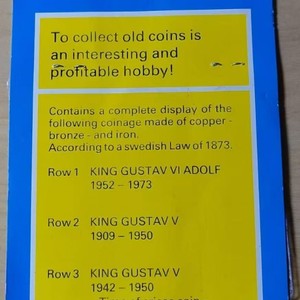 To collect old coins is
an interesting and
profitable hobby!
Contains a complete display of the
following coinage made of copper -
bronze - and iron.
According to a swedish Law of 1873.
Row 1 KING GUSTAV VI ADOLF
1952 – 1973
Row 2 KING GUSTAV V
1909 – 1950
Row 3 KING GUSTAV V
1942 – 1950